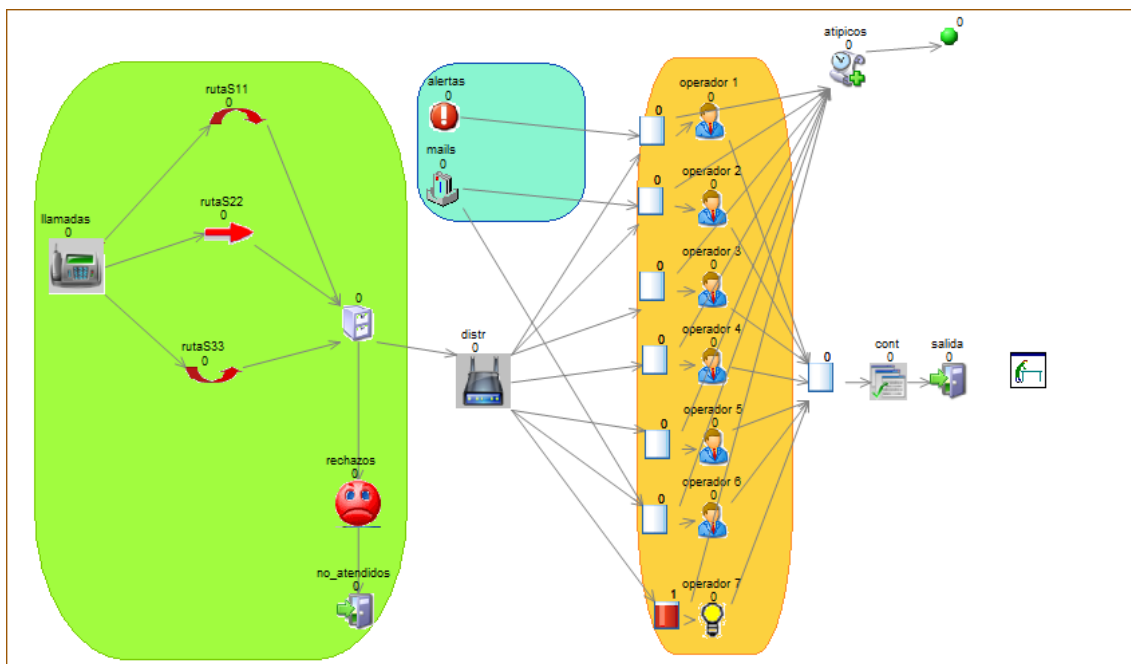 0
atipicos
0
alertas
0
operador 1
0
0
rutaS11
0
mails
0
operador 2
0
0
rutaS22
0
llamadas
0
operador 3
0
0
0
operador 4
0
0
distr
0
rutaS33
0
0
cont
0
salida
0
operador 5
0
0
rechazos
0
operador 6
0
0
no_atendidos
0
operador 7
0
1